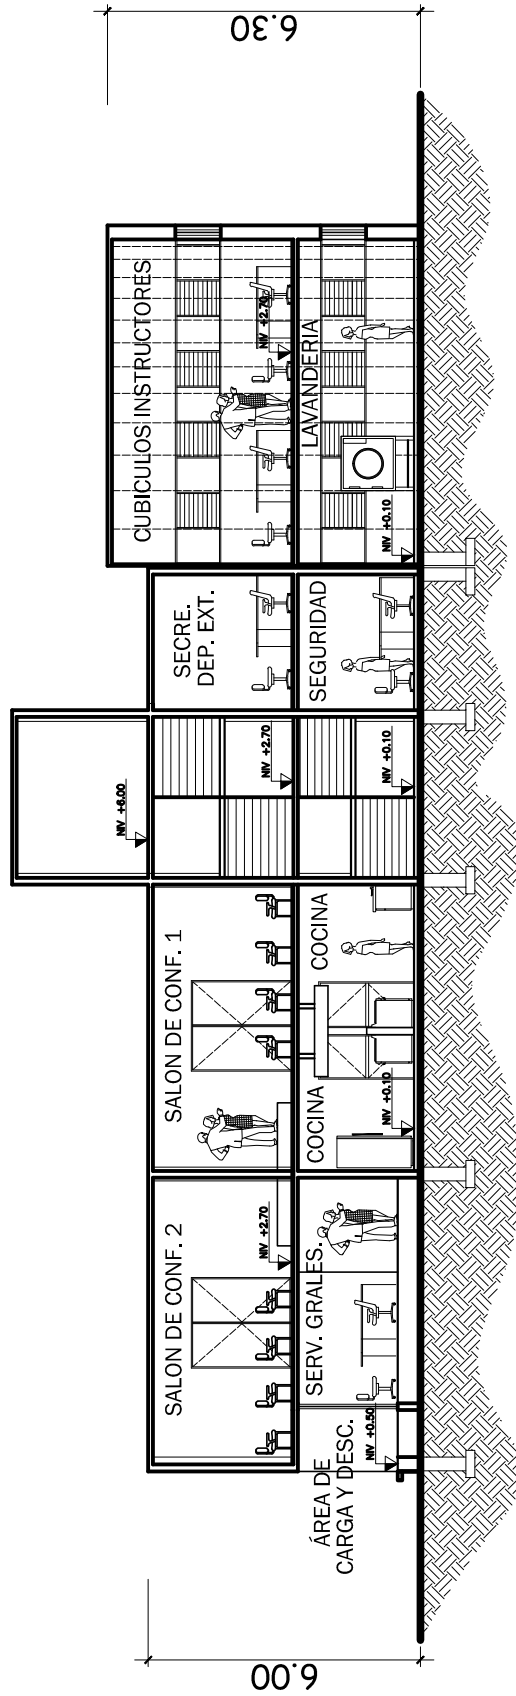 6.00
6.30
NIV +6.00
SALON DE CONF. 2
SALON DE CONF. 1
SECRE.
DEP. EXT.
CUBICULOS INSTRUCTORES
NIV +2.70
NIV +2.70
NIV +2.70
ÁREA DE
CARGA Y DESC.
SERV. GRALES.
COCINA
COCINA
SEGURIDAD
LAVANDERIA
NIV +0.50
NIV +0.10
NIV +0.10
NIV +0.10